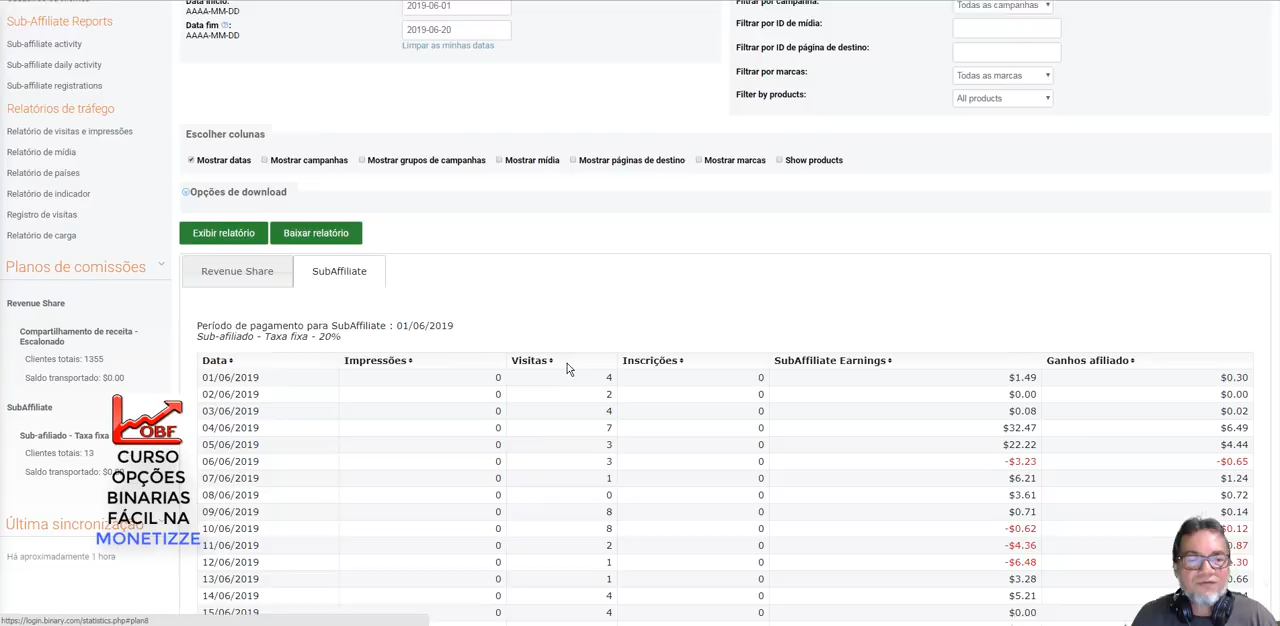 Sub-Affiliate Reports
Sub-affiliate activity
Sub-affiliate daily activity
Sub-affiliate registrations
Relatórios de tráfego
Relatório de visitas e impressões
Relatório de mídia
Relatório de países
Relatório de indicador
Registro de visitas
Relatório de carga
Planos de comissões
Revenue Share
Compartilhamento de receita -
Escalonado
Clientes totais: 1355
Saldo transportado: $0.00
SubAffiliate
Sub-afiliado - Taxa fixa
Clientes totais: 13
Saldo transportado:
Última sincronização
Há aproximadamente 1 hora
OBF
CURSO
OPÇÕES
BINARIAS
FÁCIL NA
MONETIZZE
AAAA-MM-DD
2019-06-01
Data fim :
AAAA-MM-DD
2019-06-20
Limpar as minhas datas
Filtrar por campanha:
Todas as campanhas
Filtrar por ID de mídia:
Filtrar por ID de página de destino:
Filtrar por marcas:
Todas as marcas
Filter by products:
All products
Escolher colunas
Mostrar datas Mostrar campanhas Mostrar grupos de campanhas Mostrar mídia Mostrar páginas de destino Mostrar marcas Show products
Opções de download
Exibir relatório Baixar relatório
Revenue Share SubAffiliate
Período de pagamento para SubAffiliate : 01/06/2019
Sub-afiliado - Taxa fixa - 20%
Data Impressões Visitas Inscrições SubAffiliate Earnings Ganhos afiliado
01/06/2019 0 4 0 $1.49 $0.30
02/06/2019 0 2 0 $0.00 $0.00
03/06/2019 0 4 0 $0.08 $0.02
04/06/2019 0 7 0 $32.47 $6.49
05/06/2019 0 3 0 $22.22 $4.44
06/06/2019 0 3 0 -$3.23 -$0.65
07/06/2019 0 1 0 $6.21 $1.24
08/06/2019 0 0 0 $3.61 $0.72
09/06/2019 0 8 0 $0.71 $0.14
10/06/2019 0 8 0 -$0.62 $0.12
11/06/2019 0 2 0 -$4.36 0.87
12/06/2019 0 1 0 -$6.48 .30
13/06/2019 0 1 0 $3.28 .66
14/06/2019 0 4 0 $5.21
15/06/2019 0 4 0 $0.00
https://login.binary.com/statistics.php#plan8